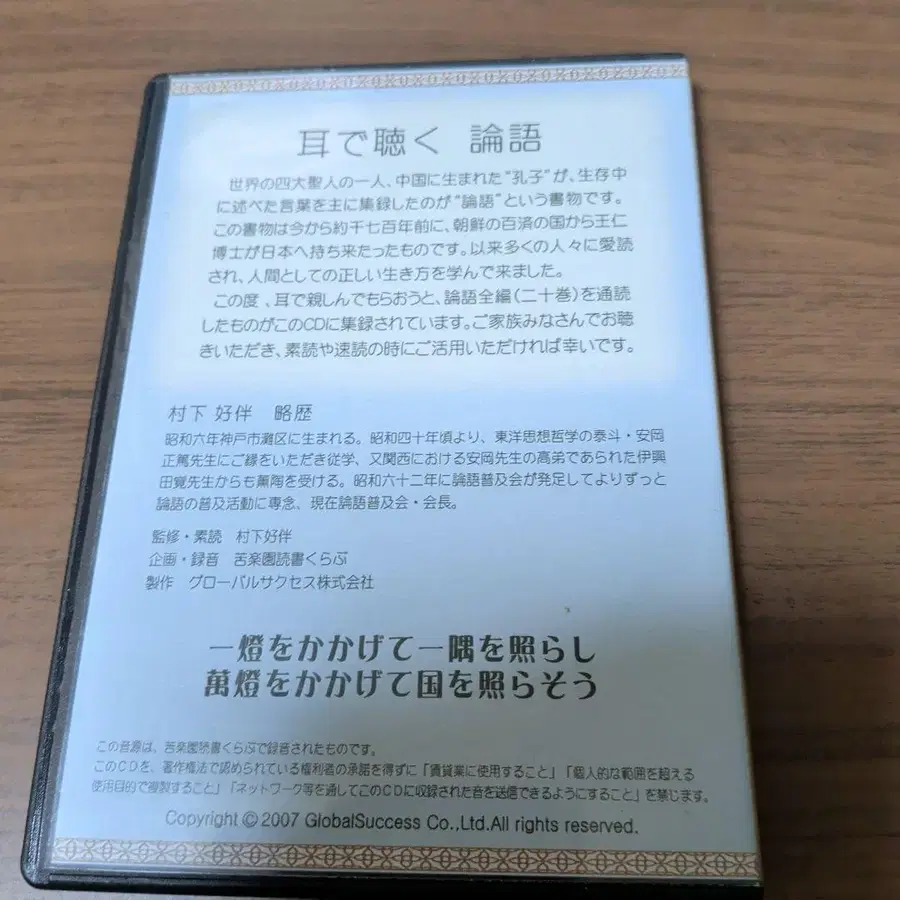 耳で聴く 論語
世界の四大聖人の一人、中国に生まれた“孔子”が、生存中
に述べた言葉を主に集録したのが“論語”という書物です。
この書物は今から約千七百年前に、朝鮮の百済の国から王仁
博士が日本へ持ち来たったものです。以来多くの人々に愛読
され、人間としての正しい生き方を学んで来ました。
この度、耳で親しんでもらおうと、論語全編（二十巻）を通読
したものがこのCDに集録されています。ご家族みなさんでお聴
きいただき、素読や速読の時にご活用いただければ幸いです。
村下 好伴 略歴
昭和六年神戸市灘区に生まれる。昭和四十年頃より、東洋思想哲学の泰斗・安岡
正篤先生にご縁をいただき従学、又関西における安岡先生の高弟であられた伊興
田覚先生からも薫陶を受ける。昭和六十二年に論語普及会が発足してよりずっと
論語の普及活動に専念、現在論語普及会・会長。
監修・素読 村下好伴
企画・録音 苦楽園読書くらぶ
製作 グローバルサクセス株式会社
一燈をかかげて一隅を照らし
萬燈をかかげて国を照らそう
この音源は、苦楽園読書くらぶで録音されたものです。
このCDを、著作権法で認められている権利者の承諾を得ずに「賃貸業に使用すること」「個人的な範囲を超える
使用目的で複製すること」「ネットワーク等を通してこのCDに収録された音を送信できるようにすること」を禁じます。
Copyright © 2007 GlobalSuccess Co.,Ltd.All rights reserved.